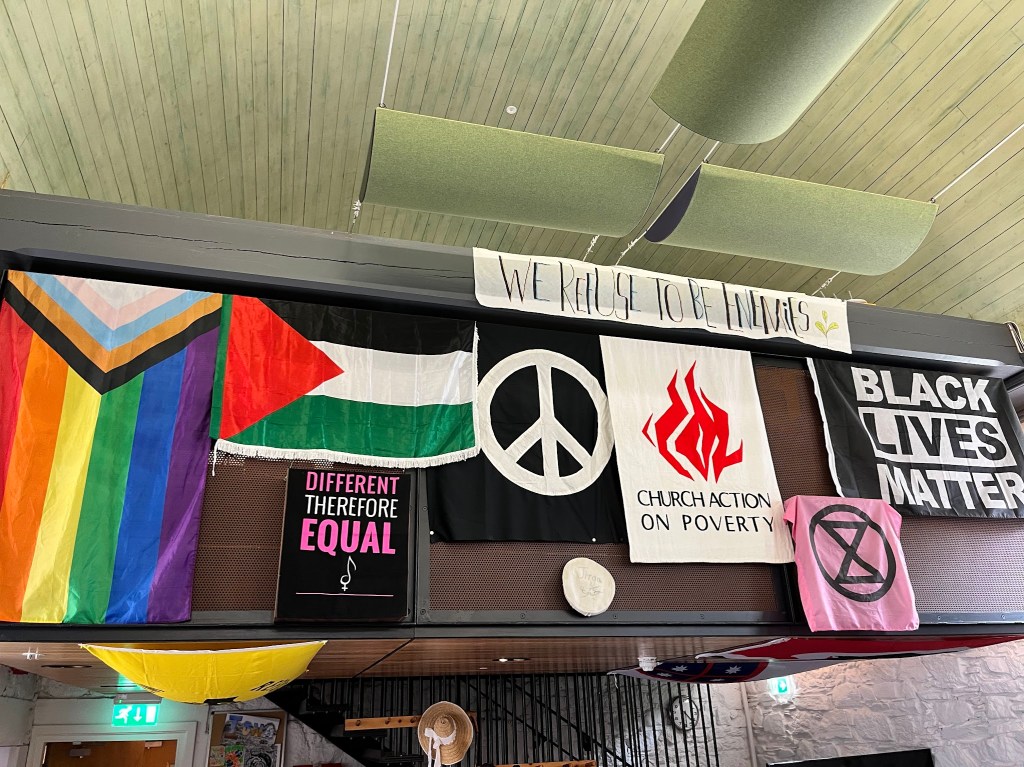 WE REFUSE TO BE ENEMIES
DIFFERENT
THEREFORE
EQUAL
CHURCH ACTION
ON POVERTY
BLACK
LIVES
MATTER